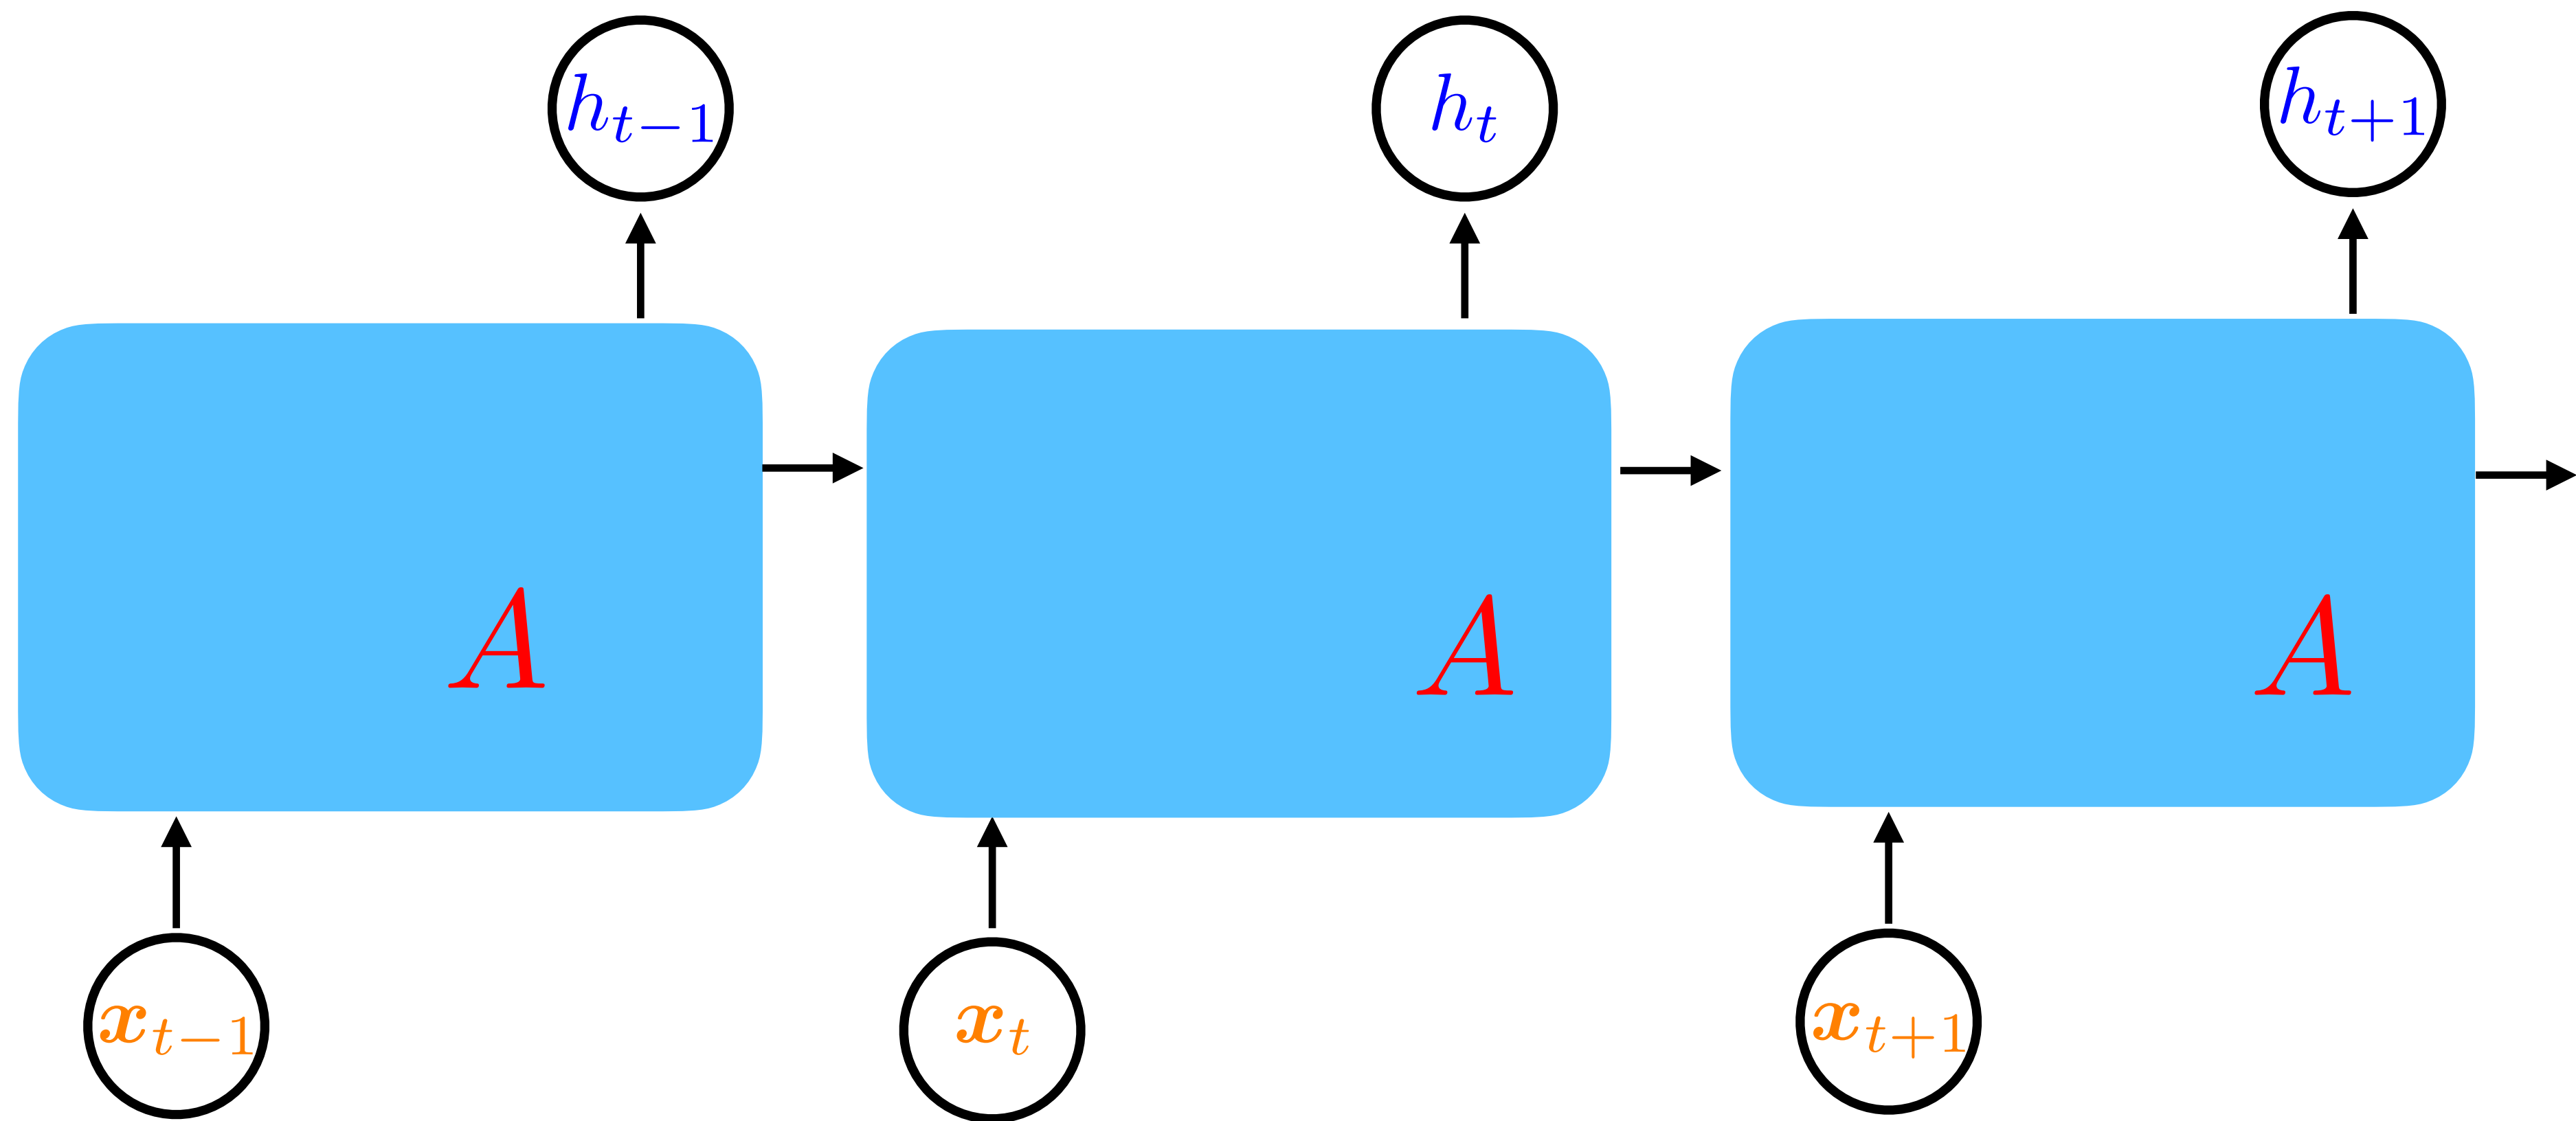 h_{t-1} h_t h_{t+1}
A A A
x_{t-1} x_t x_{t+1}